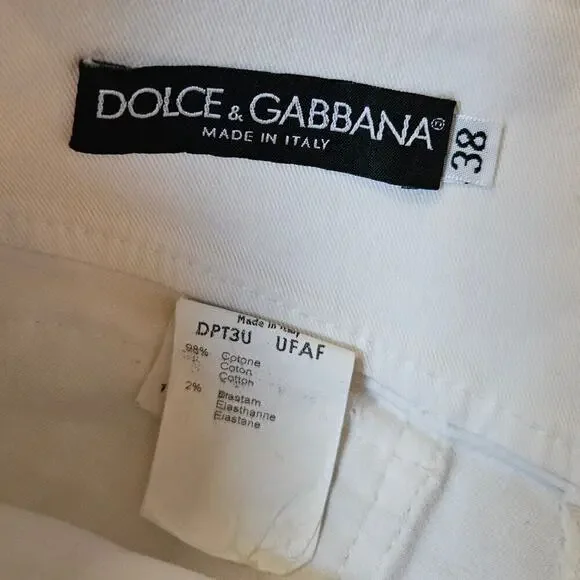 DOLCE & GABBANA®
MADE IN ITALY
38
Made in Italy
DPT3U UFAF
98% Cotone
Coton
Cotton
2% Elastam
Elasthanne
Elastane